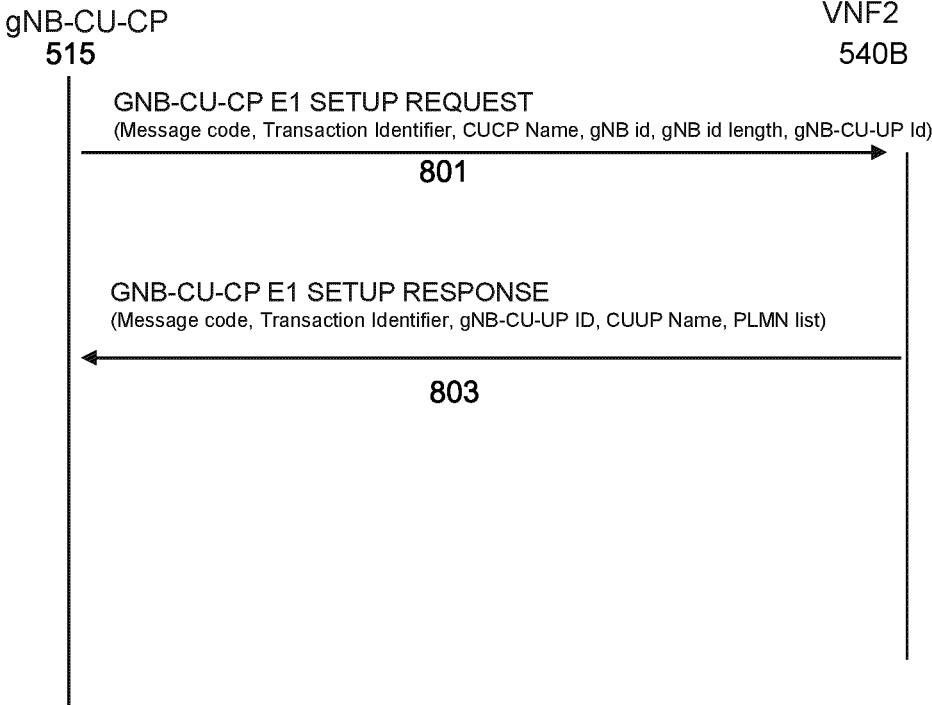 gNB-CU-CP
515
VNF2
540B
GNB-CU-CP E1 SETUP REQUEST
(Message code, Transaction Identifier, CUCP Name, gNB id, gNB id length, gNB-CU-UP Id)
801
GNB-CU-CP E1 SETUP RESPONSE
(Message code, Transaction Identifier, gNB-CU-UP ID, CUUP Name, PLMN list)
803